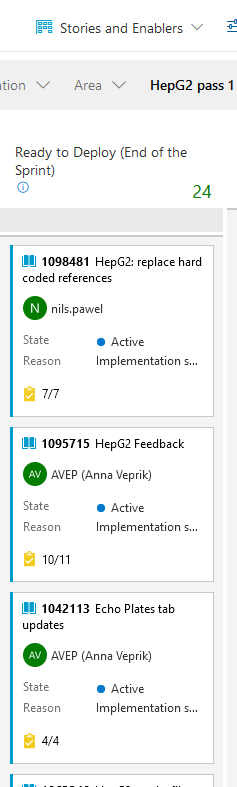 Stories and Enablers
ation
Area
HepG2 pass 1
Ready to Deploy (End of the
Sprint)
24
1098481 HepG2: replace hard
coded references
N nils.pawel
State Active
Reason Implementation s...
7/7
1095715 HepG2 Feedback
AV AVEP (Anna Veprik)
State Active
Reason Implementation s...
10/11
1042113 Echo Plates tab
updates
AV AVEP (Anna Veprik)
State Active
Reason Implementation s...
4/4